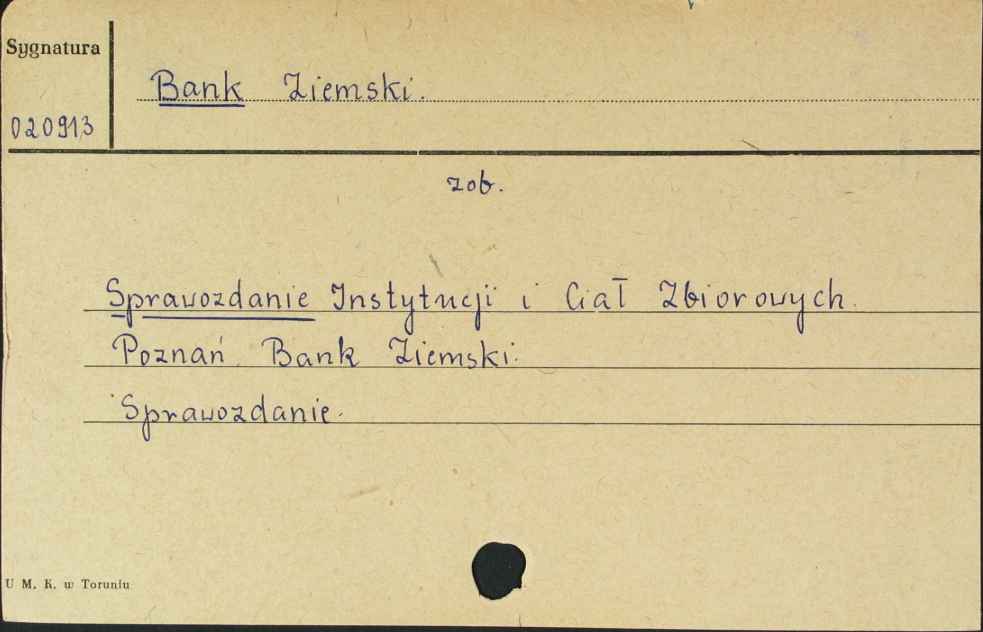 Sygnatura
Bank Ziemski.
020913
zob.
Sprawozdanie Instytucji i Ciał Zbiorowych.
Poznań. Bank Ziemski.
Sprawozdanie.
U M. K. w Toruniu